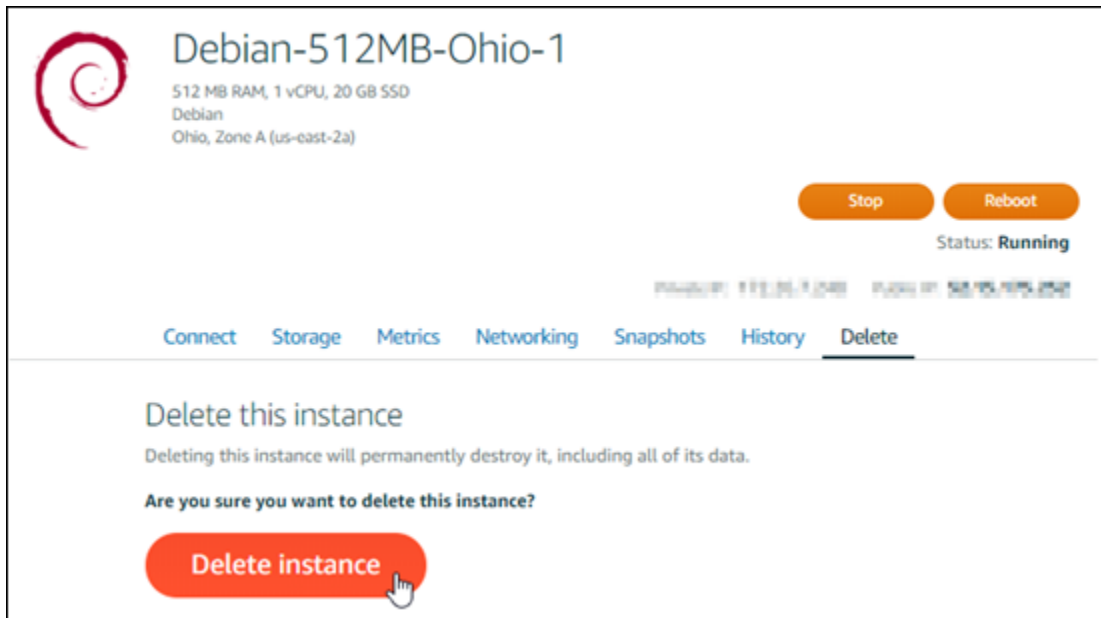 Debian-512MB-Ohio-1
512 MB RAM, 1 vCPU, 20 GB SSD
Debian
Ohio, Zone A (us-east-2a)
Stop Reboot
Status: Running
Connect Storage Metrics Networking Snapshots History Delete
Delete this instance
Deleting this instance will permanently destroy it, including all of its data.
Are you sure you want to delete this instance?
Delete instance